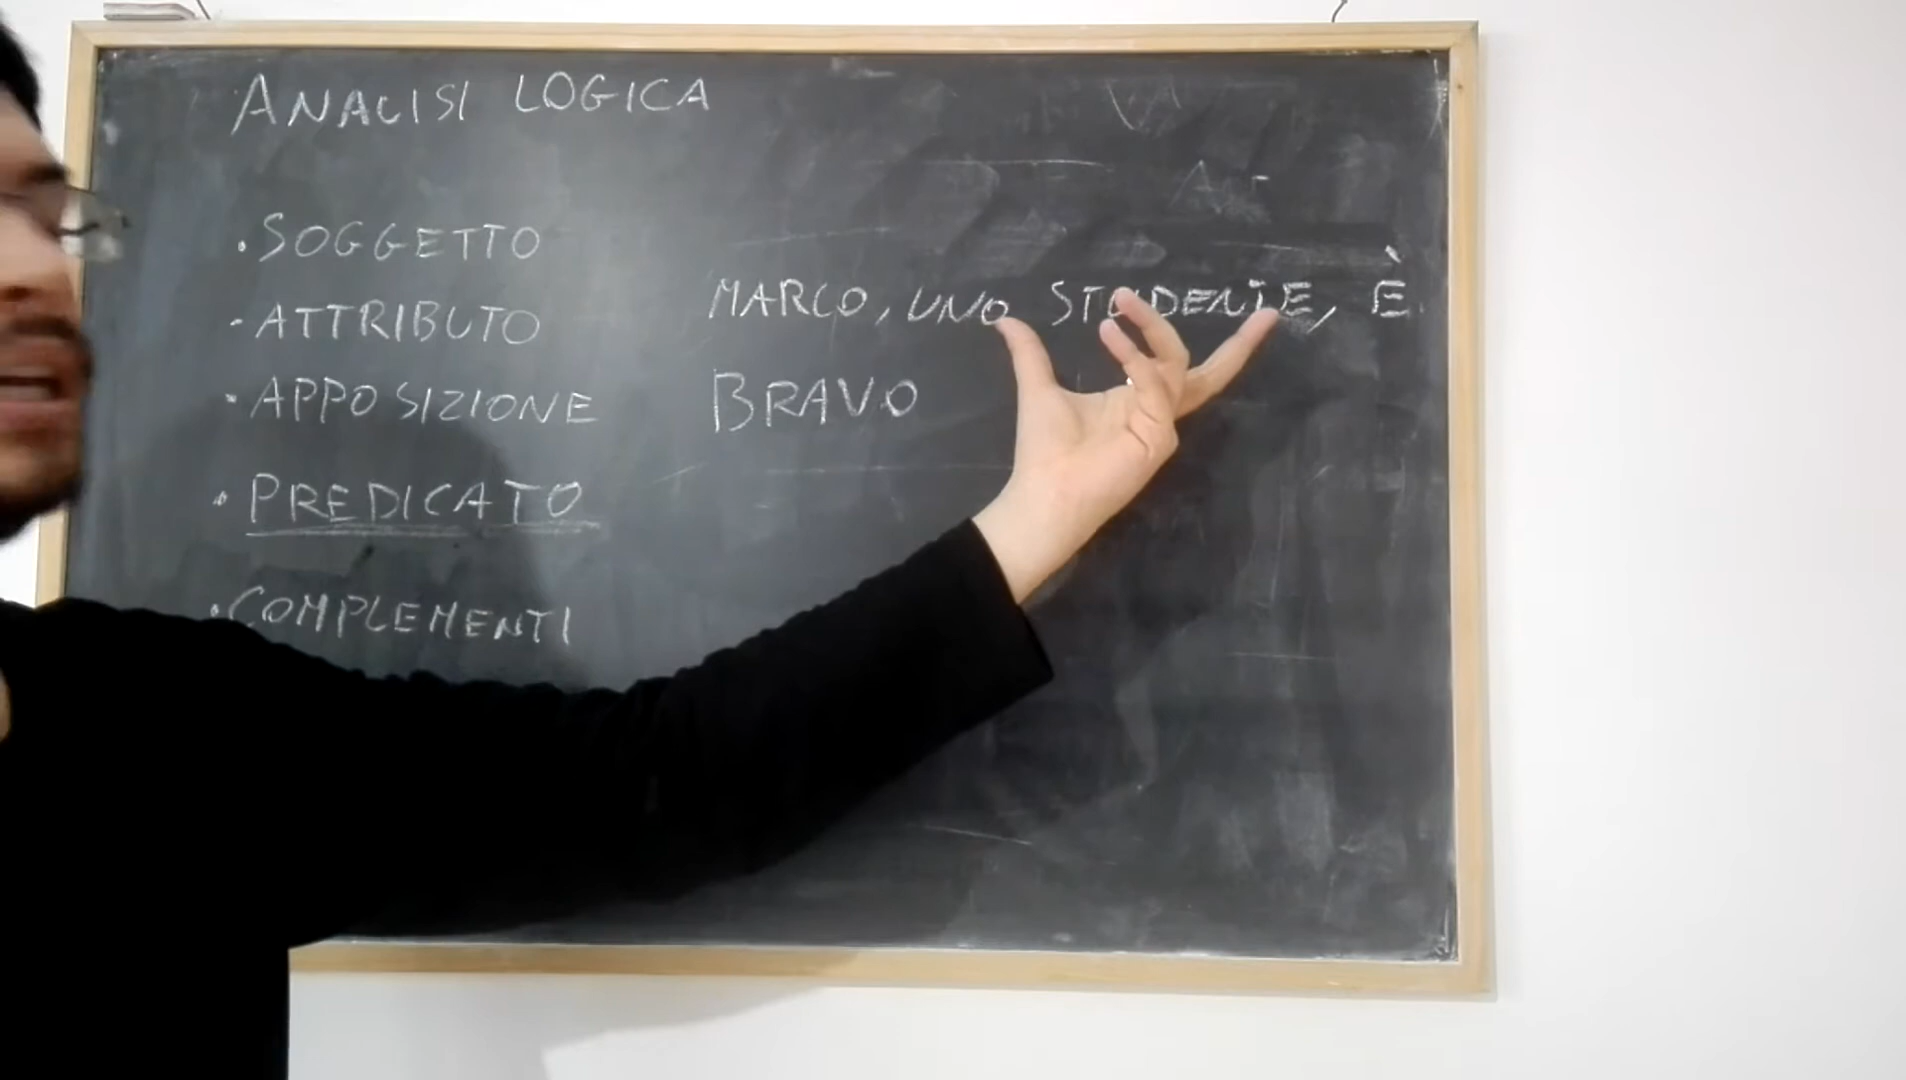 ANALISI LOGICA
• SOGGETTO
• ATTRIBUTO
• APPOSIZIONE
• PREDICATO
• COMPLEMENTI
MARCO, UNO STUDENTE, È
BRAVO